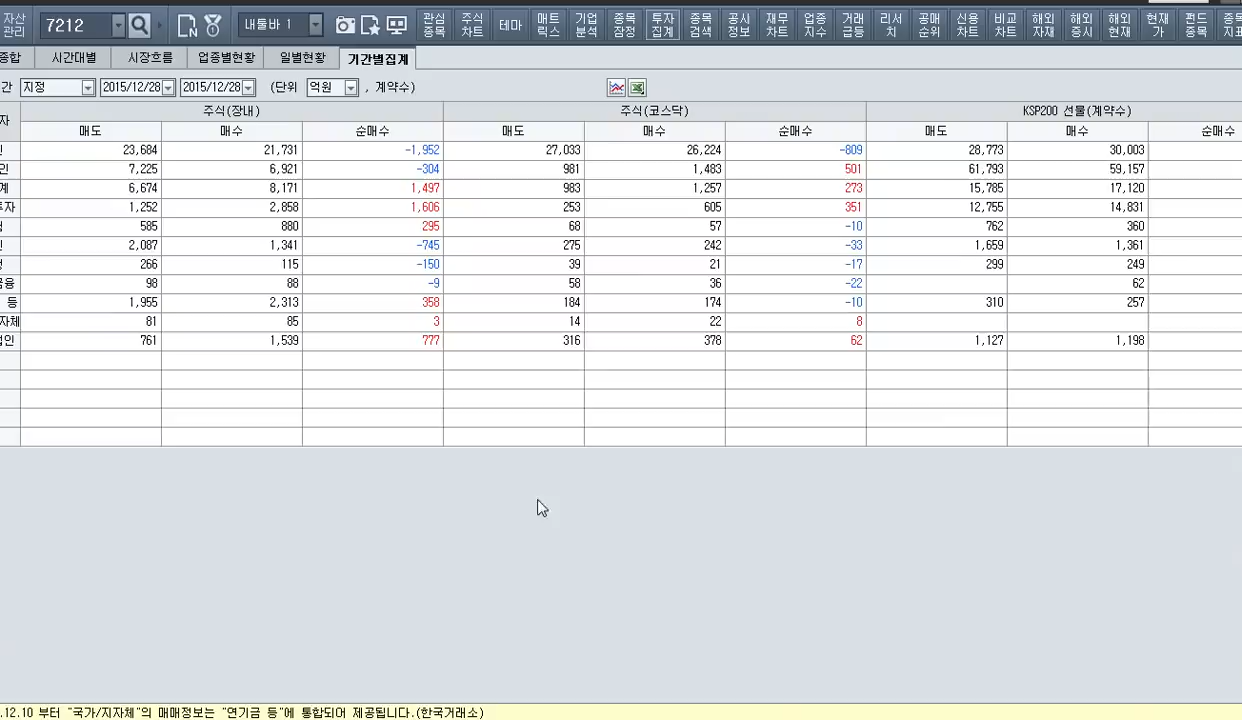 자산 관리 7212 내툴바 1 관심 종목 주식 차트 테마 매트 릭스 기업 분석 종목 잠정 투자 집계 종목 검색 공시 정보 재무 차트 업종 지수 거래 급등 리서 치 공매 순위 신용 차트 비교 차트 해외 자재 해외 증시 해외 현재 현재 가 펀드 종목
종합 시간대별 시장흐름 업종별현황 일별현황 기간별집계
간 지정 2015/12/28 2015/12/28 (단위 억원 , 계약수)
자 주식(장내) 주식(코스닥) KSP200 선물(계약수)
매도 매수 순매수 매도 매수 순매수 매도 매수 순매수
23,684 21,731 -1,952 27,033 26,224 -809 28,773 30,003
인 7,225 6,921 -304 981 1,483 501 61,793 59,157
계 6,674 8,171 1,497 983 1,257 273 15,785 17,120
투자 1,252 2,858 1,606 253 605 351 12,755 14,831
585 880 295 68 57 -10 762 360
2,087 1,341 -745 275 242 -33 1,659 1,361
266 115 -150 39 21 -17 299 249
금융 98 88 -9 58 36 -22 62
등 1,955 2,313 358 184 174 -10 310 257
자체 81 85 3 14 22 8
법인 761 1,539 777 316 378 62 1,127 1,198
.12.10 부터 "국가/지자체"의 매매정보는 "연기금 등"에 통합되어 제공됩니다.(한국거래소)